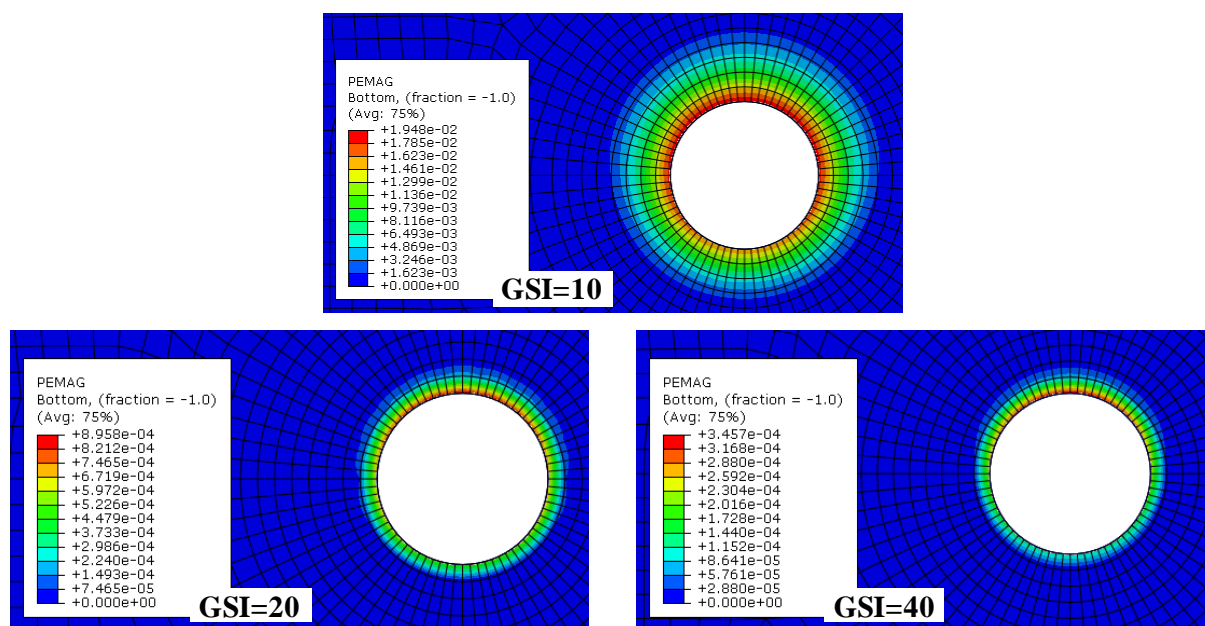 PEMAG
Bottom, (fraction = -1.0)
(Avg: 75%)
+1.948e-02
+1.785e-02
+1.623e-02
+1.461e-02
+1.299e-02
+1.136e-02
+9.739e-03
+8.116e-03
+6.493e-03
+4.869e-03
+3.246e-03
+1.623e-03
+0.000e+00
GSI=10
PEMAG
Bottom, (fraction = -1.0)
(Avg: 75%)
+8.958e-04
+8.212e-04
+7.465e-04
+6.719e-04
+5.972e-04
+5.226e-04
+4.479e-04
+3.733e-04
+2.986e-04
+2.240e-04
+1.493e-04
+7.465e-05
+0.000e+00
GSI=20
PEMAG
Bottom, (fraction = -1.0)
(Avg: 75%)
+3.457e-04
+3.168e-04
+2.880e-04
+2.592e-04
+2.304e-04
+2.016e-04
+1.728e-04
+1.440e-04
+1.152e-04
+8.641e-05
+5.761e-05
+2.880e-05
+0.000e+00
GSI=40